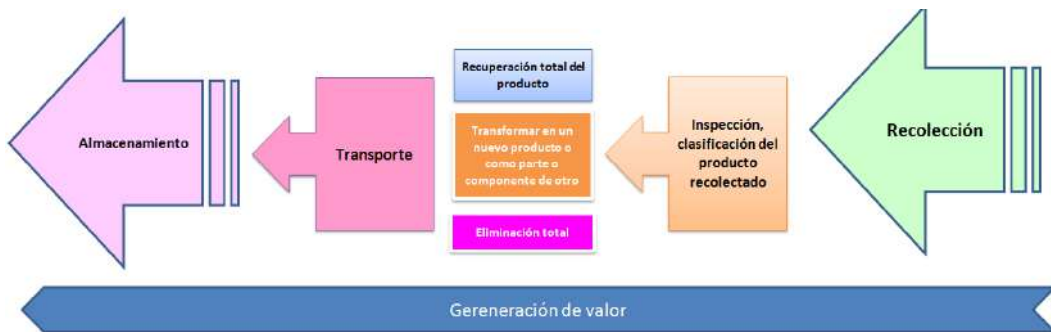 Almacenamiento
Transporte
Recuperación total del
producto
Transformar en un
nuevo producto o
como parte o
componente de otro
Eliminación total
Inspección,
clasificación del
producto
recolectado
Recolección
Gereneración de valor